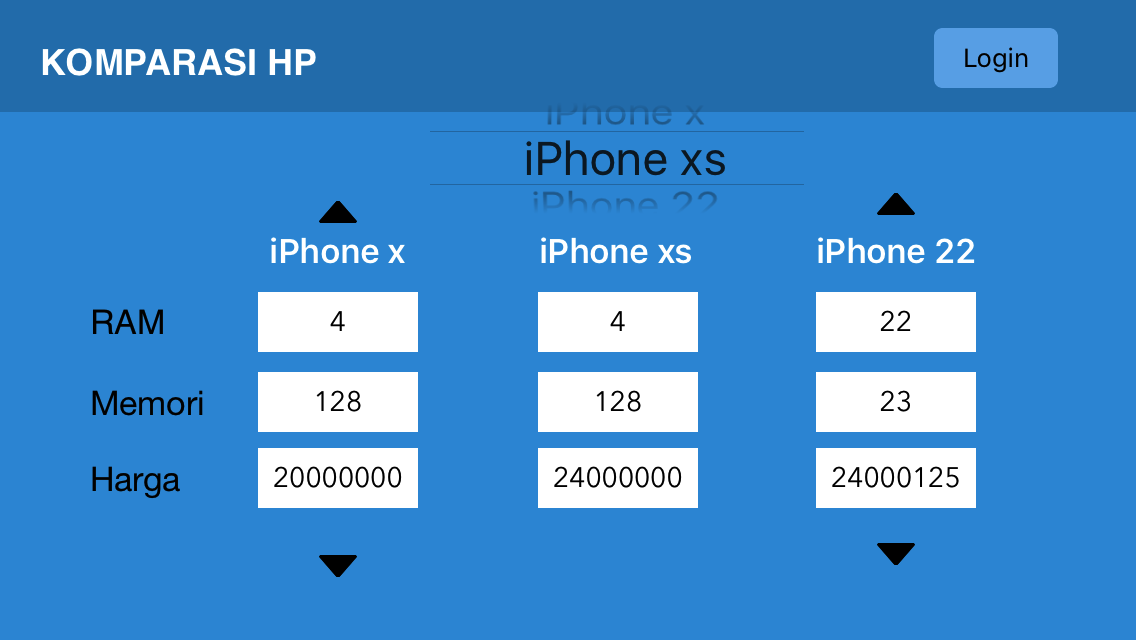 KOMPARASI HP
Login
iPhone x
iPhone xs
iPhone 22
iPhone x iPhone xs iPhone 22
RAM 4 4 22
Memori 128 128 23
Harga 20000000 24000000 24000125